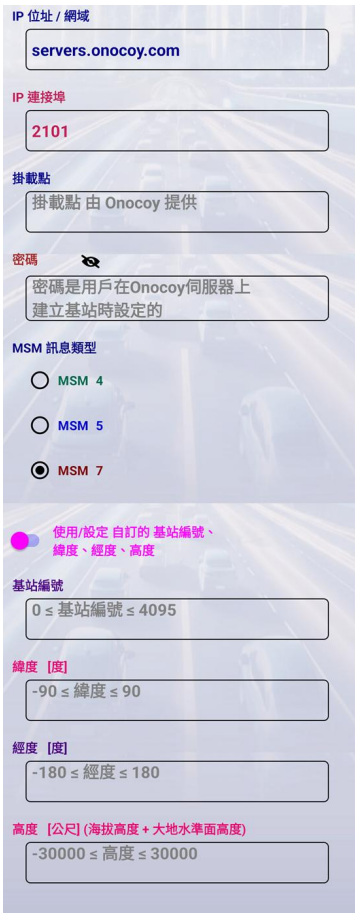 IP 位址 / 網域
servers.onocoy.com
IP 連接埠
2101
掛載點
掛載點 由 Onocoy 提供
密碼
密碼是用戶在Onocoy伺服器上
建立基站時設定的
MSM 訊息類型
MSM 4
MSM 5
MSM 7
使用/設定 自訂的 基站編號、
緯度、經度、高度
基站編號
0 ≤ 基站編號 ≤ 4095
緯度 [度]
-90 ≤ 緯度 ≤ 90
經度 [度]
-180 ≤ 經度 ≤ 180
高度 [公尺] (海拔高度 + 大地水準面高度)
-30000 ≤ 高度 ≤ 30000